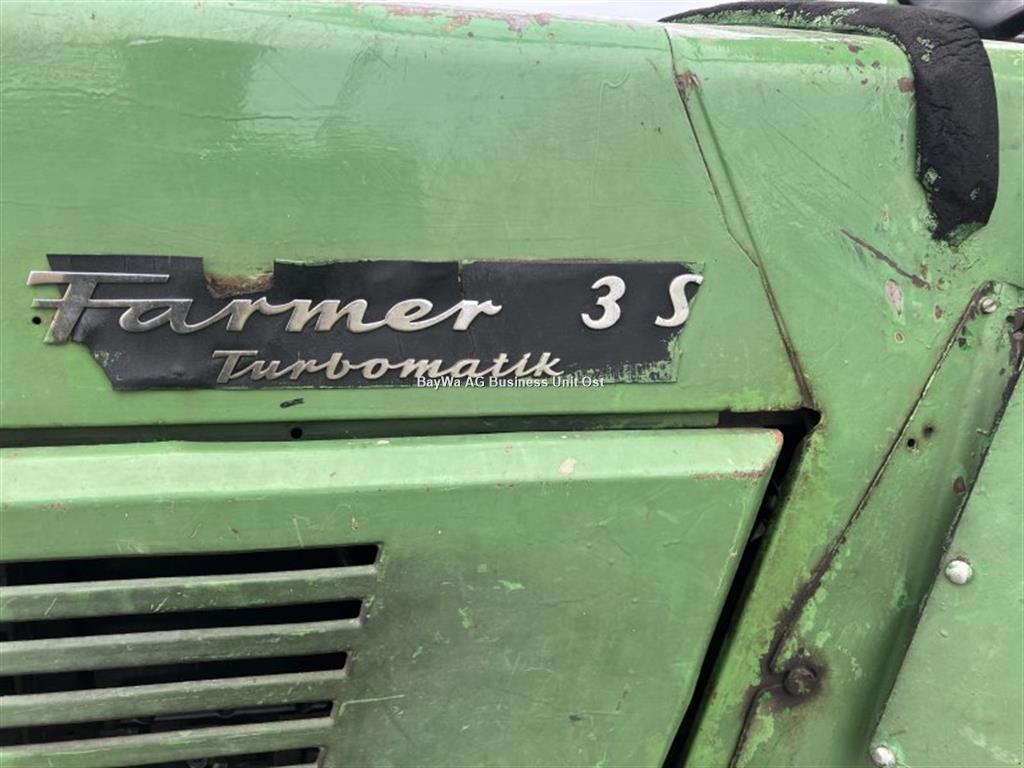 Farmer 3 S
Turbomatik
BayWa AG Business Unit Ost